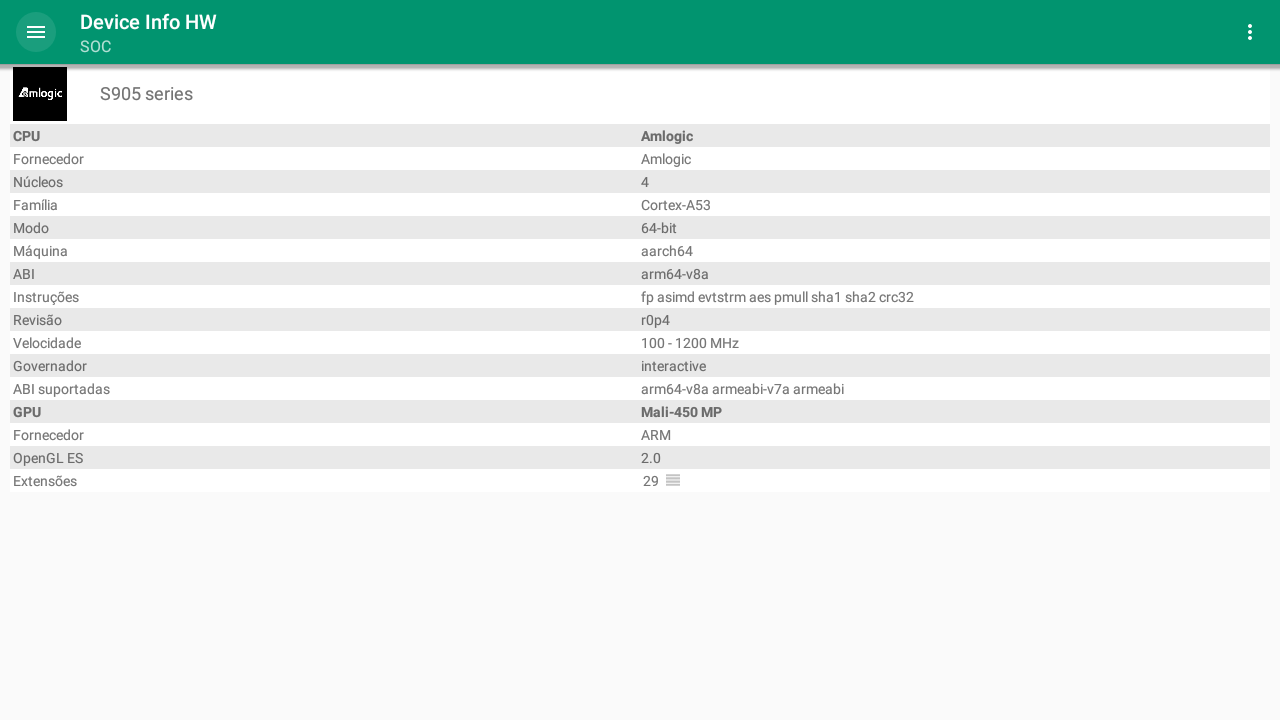 Device Info HW
SOC
Amlogic
S905 series
CPU Amlogic
Fornecedor Amlogic
Núcleos 4
Família Cortex-A53
Modo 64-bit
Máquina aarch64
ABI arm64-v8a
Instruções fp asimd evtstrm aes pmull sha1 sha2 crc32
Revisão r0p4
Velocidade 100 - 1200 MHz
Governador interactive
ABI suportadas arm64-v8a armeabi-v7a armeabi
GPU Mali-450 MP
Fornecedor ARM
OpenGL ES 2.0
Extensões 29